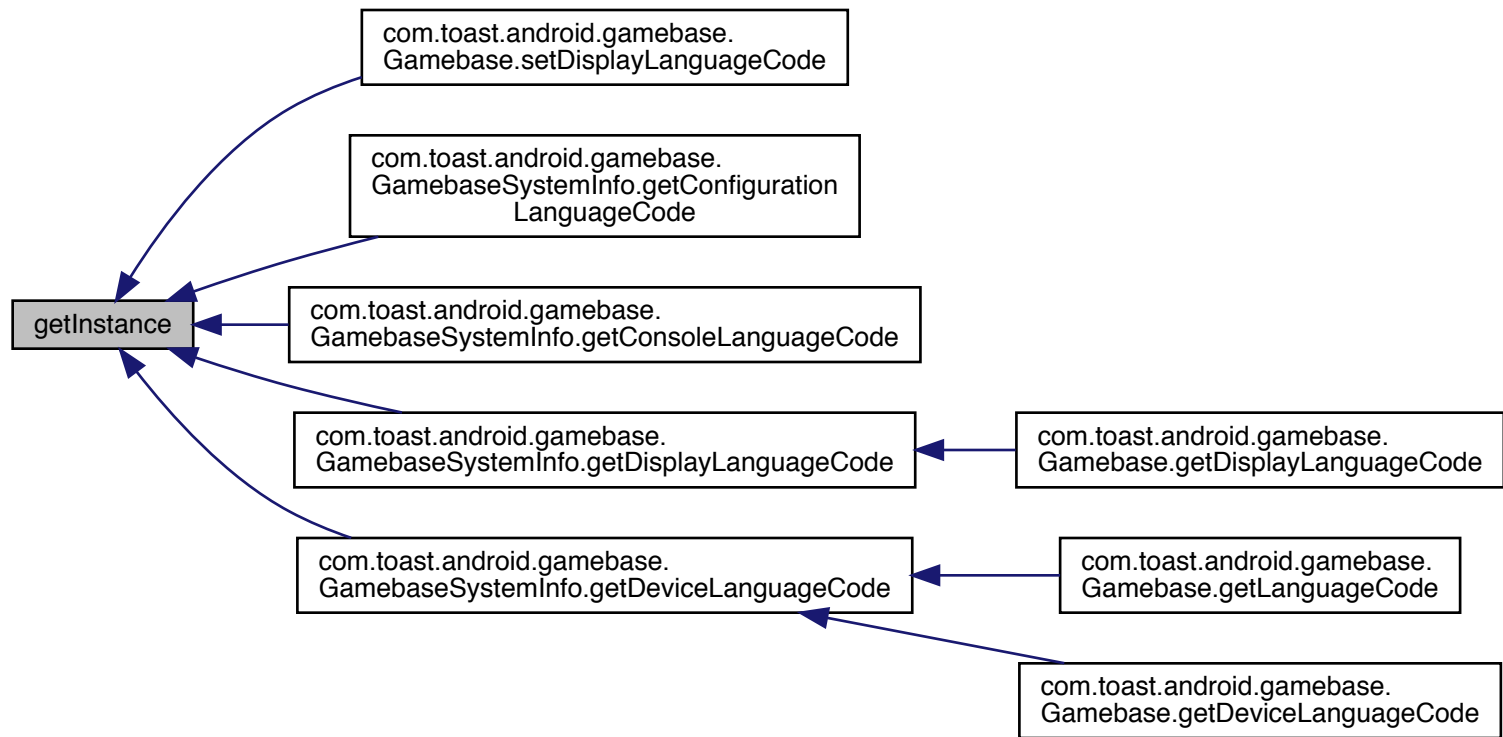 com.toast.android.gamebase.
Gamebase.setDisplayLanguageCode
com.toast.android.gamebase.
GamebaseSystemInfo.getConfiguration
LanguageCode
getInstance
com.toast.android.gamebase.
GamebaseSystemInfo.getConsoleLanguageCode
com.toast.android.gamebase.
GamebaseSystemInfo.getDisplayLanguageCode
com.toast.android.gamebase.
Gamebase.getDisplayLanguageCode
com.toast.android.gamebase.
GamebaseSystemInfo.getDeviceLanguageCode
com.toast.android.gamebase.
Gamebase.getLanguageCode
com.toast.android.gamebase.
Gamebase.getDeviceLanguageCode